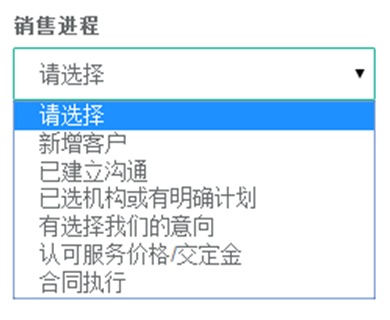 销售进程
请选择
请选择
新增客户
已建立沟通
已选机构或有明确计划
有选择我们的意向
认可服务价格/交定金
合同执行